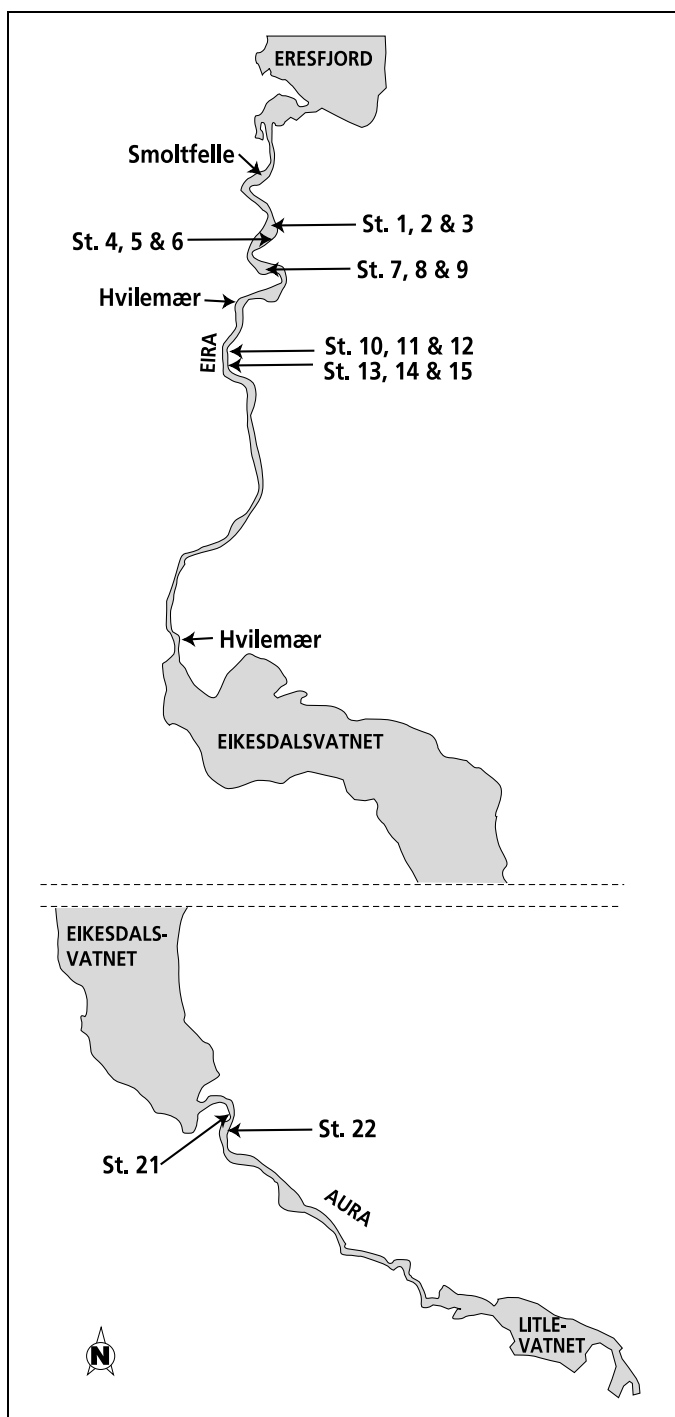 ERESFJORD
Smoltfelle
St. 1, 2 & 3
St. 4, 5 & 6
St. 7, 8 & 9
Hvilemær
EIRA
St. 10, 11 & 12
St. 13, 14 & 15
Hvilemær
EIKESDALSVATNET
EIKESDALS-
VATNET
St. 22
St. 21
AURA
LITLE-
VATNET
N